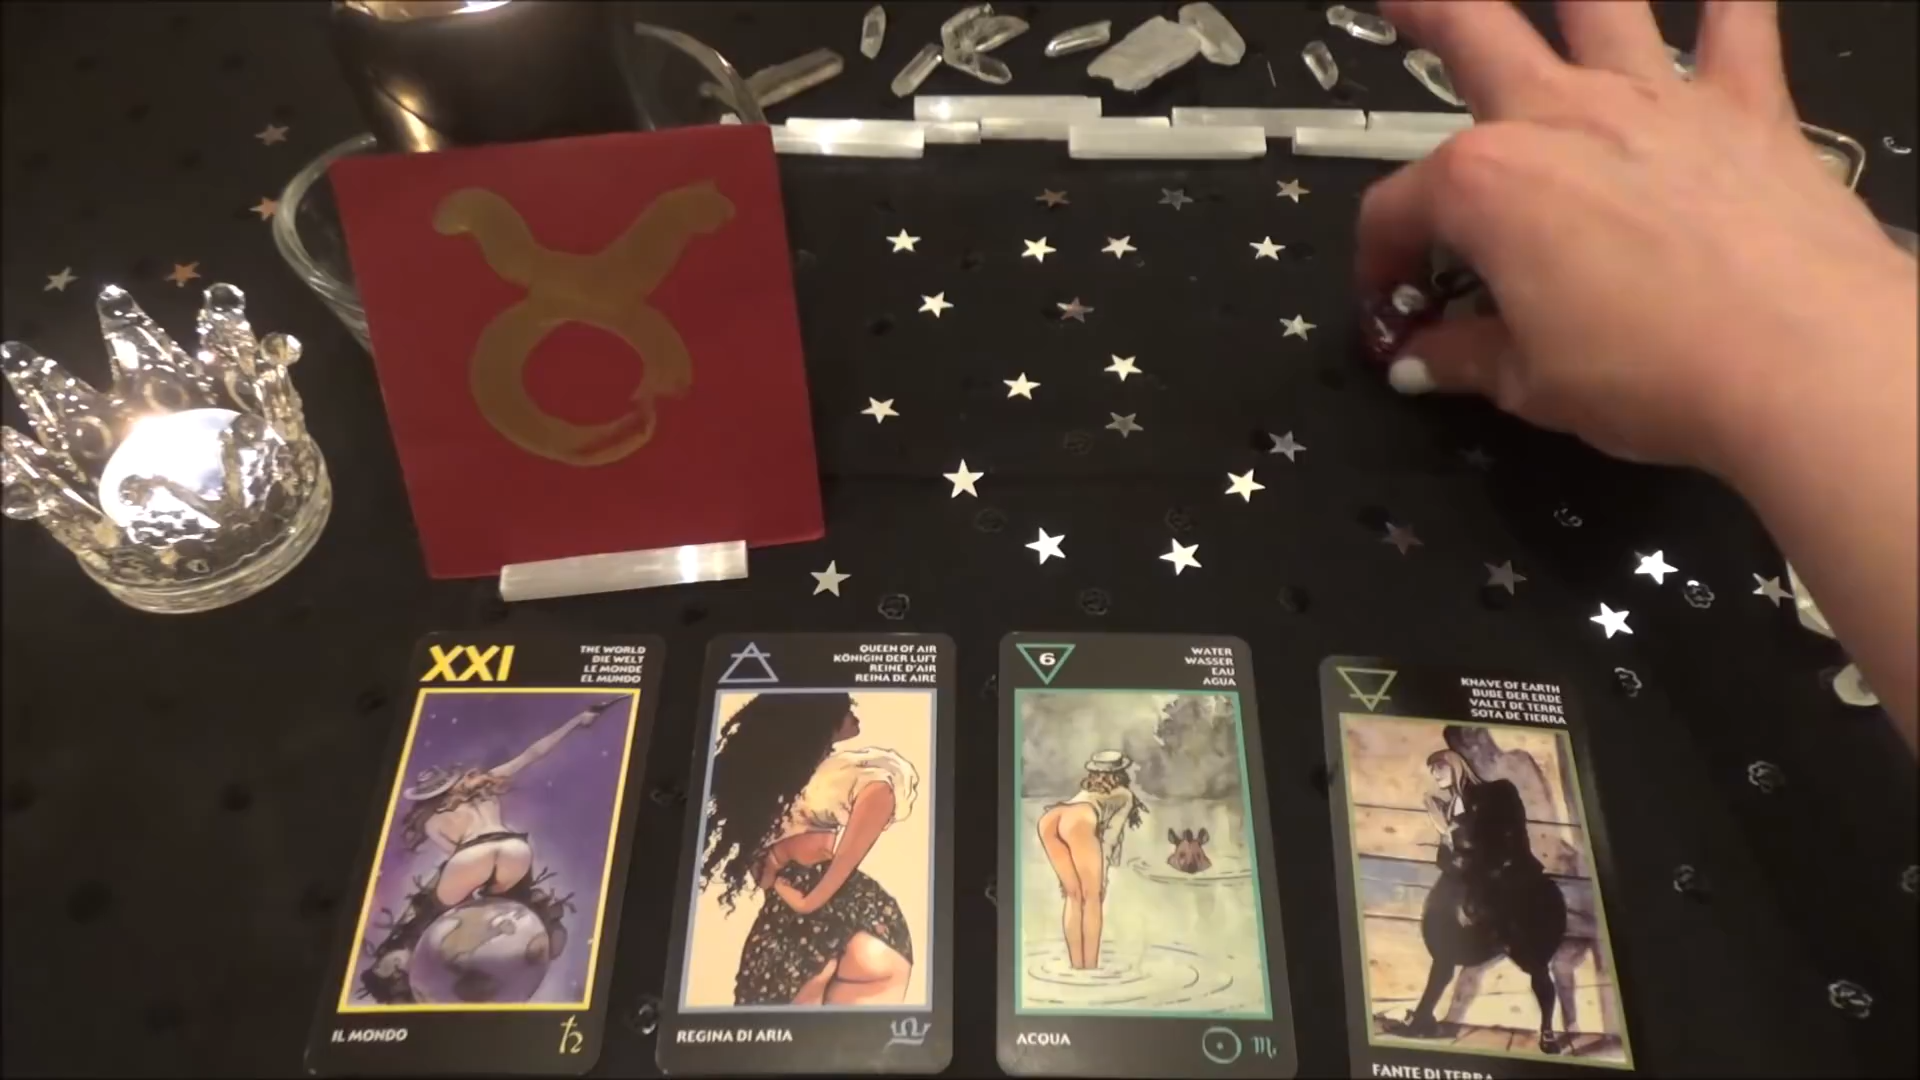 XXI
THE WORLD
DIE WELT
LE MONDE
EL MUNDO
IL MONDO
QUEEN OF AIR
KÖNIGIN DER LUFT
REINE D'AIR
REINA DE AIRE
REGINA DI ARIA
6
WATER
WASSER
EAU
AGUA
ACQUA
KNAVE OF EARTH
BUBE DER ERDE
VALET DE TERRE
SOTA DE TIERRA
FANTE DI TERRA